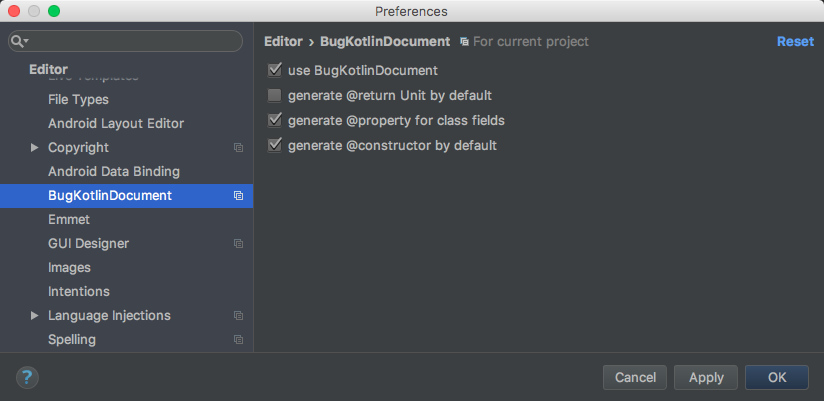 Preferences
Editor
Live Templates
File Types
Android Layout Editor
Copyright
Android Data Binding
BugKotlinDocument
Emmet
GUI Designer
Images
Intentions
Language Injections
Spelling
Editor › BugKotlinDocument For current project Reset
use BugKotlinDocument
generate @return Unit by default
generate @property for class fields
generate @constructor by default
?
Cancel Apply OK